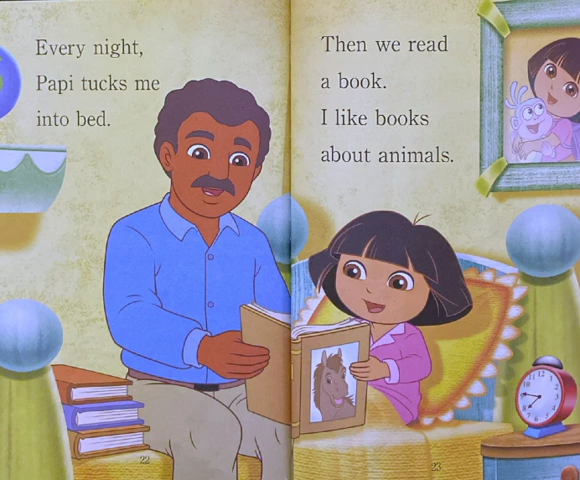 Every night,
Papi tucks me
into bed.
Then we read
a book.
I like books
about animals.
22
23